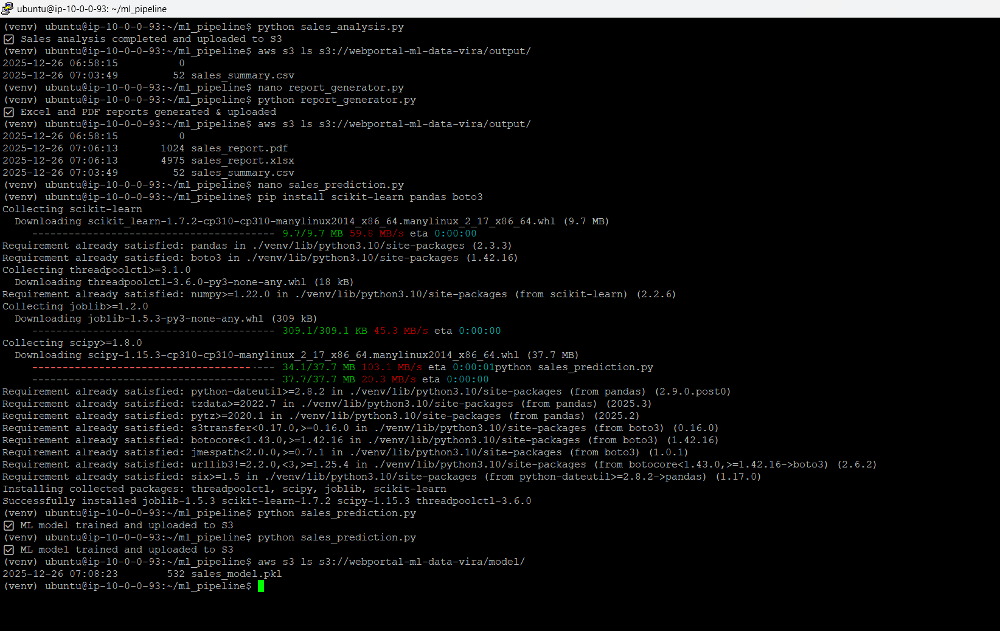 ubuntu@ip-10-0-0-93: ~/ml_pipeline
(venv) ubuntu@ip-10-0-0-93:~/ml_pipeline$ python sales_analysis.py
☑ Sales analysis completed and uploaded to S3
(venv) ubuntu@ip-10-0-0-93:~/ml_pipeline$ aws s3 ls s3://webportal-ml-data-vira/output/
2025-12-26 06:58:15          0
2025-12-26 07:03:49         52 sales_summary.csv
(venv) ubuntu@ip-10-0-0-93:~/ml_pipeline$ nano report_generator.py
(venv) ubuntu@ip-10-0-0-93:~/ml_pipeline$ python report_generator.py
☑ Excel and PDF reports generated & uploaded
(venv) ubuntu@ip-10-0-0-93:~/ml_pipeline$ aws s3 ls s3://webportal-ml-data-vira/output/
2025-12-26 06:58:15          0
2025-12-26 07:06:13       1024 sales_report.pdf
2025-12-26 07:06:13       4975 sales_report.xlsx
2025-12-26 07:03:49         52 sales_summary.csv
(venv) ubuntu@ip-10-0-0-93:~/ml_pipeline$ nano sales_prediction.py
(venv) ubuntu@ip-10-0-0-93:~/ml_pipeline$ pip install scikit-learn pandas boto3
Collecting scikit-learn
  Downloading scikit_learn-1.7.2-cp310-cp310-manylinux2014_x86_64.manylinux_2_17_x86_64.whl (9.7 MB)
     ---------------------------------------- 9.7/9.7 MB 59.8 MB/s eta 0:00:00
Requirement already satisfied: pandas in ./venv/lib/python3.10/site-packages (2.3.3)
Requirement already satisfied: boto3 in ./venv/lib/python3.10/site-packages (1.42.16)
Collecting threadpoolctl>=3.1.0
  Downloading threadpoolctl-3.6.0-py3-none-any.whl (18 kB)
Requirement already satisfied: numpy>=1.22.0 in ./venv/lib/python3.10/site-packages (from scikit-learn) (2.2.6)
Collecting joblib>=1.2.0
  Downloading joblib-1.5.3-py3-none-any.whl (309 kB)
     ---------------------------------------- 309.1/309.1 KB 45.3 MB/s eta 0:00:00
Collecting scipy>=1.8.0
  Downloading scipy-1.15.3-cp310-cp310-manylinux_2_17_x86_64.manylinux2014_x86_64.whl (37.7 MB)
     ---------------------------------------- 34.1/37.7 MB 103.1 MB/s eta 0:00:01python sales_prediction.py
     ---------------------------------------- 37.7/37.7 MB 20.3 MB/s eta 0:00:00
Requirement already satisfied: python-dateutil>=2.8.2 in ./venv/lib/python3.10/site-packages (from pandas) (2.9.0.post0)
Requirement already satisfied: tzdata>=2022.7 in ./venv/lib/python3.10/site-packages (from pandas) (2025.3)
Requirement already satisfied: pytz>=2020.1 in ./venv/lib/python3.10/site-packages (from pandas) (2025.2)
Requirement already satisfied: s3transfer<0.17.0,>=0.16.0 in ./venv/lib/python3.10/site-packages (from boto3) (0.16.0)
Requirement already satisfied: botocore<1.43.0,>=1.42.16 in ./venv/lib/python3.10/site-packages (from boto3) (1.42.16)
Requirement already satisfied: jmespath<2.0.0,>=0.7.1 in ./venv/lib/python3.10/site-packages (from boto3) (1.0.1)
Requirement already satisfied: urllib3!=2.2.0,<3,>=1.25.4 in ./venv/lib/python3.10/site-packages (from botocore<1.43.0,>=1.42.16->boto3) (2.6.2)
Requirement already satisfied: six>=1.5 in ./venv/lib/python3.10/site-packages (from python-dateutil>=2.8.2->pandas) (1.17.0)
Installing collected packages: threadpoolctl, scipy, joblib, scikit-learn
Successfully installed joblib-1.5.3 scikit-learn-1.7.2 scipy-1.15.3 threadpoolctl-3.6.0
(venv) ubuntu@ip-10-0-0-93:~/ml_pipeline$ python sales_prediction.py
☑ ML model trained and uploaded to S3
(venv) ubuntu@ip-10-0-0-93:~/ml_pipeline$ python sales_prediction.py
☑ ML model trained and uploaded to S3
(venv) ubuntu@ip-10-0-0-93:~/ml_pipeline$ aws s3 ls s3://webportal-ml-data-vira/model/
2025-12-26 07:08:23        532 sales_model.pkl
(venv) ubuntu@ip-10-0-0-93:~/ml_pipeline$